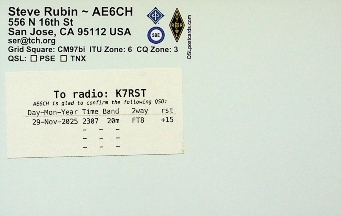 Steve Rubin ~ AE6CH
556 N 16th St
San Jose, CA 95112 USA
ser@tch.org
Grid Square: CM97bi ITU Zone: 6 CQ Zone: 3
QSL: ☐ PSE ☐ TNX
DSLpostcards.com
To radio: K7RST
AE6CH is glad to confirm the following QSO:
Day-Mon-Year Time Band 2way rst
29-Nov-2025 2307 20m FT8 +15
– –
– –
– –